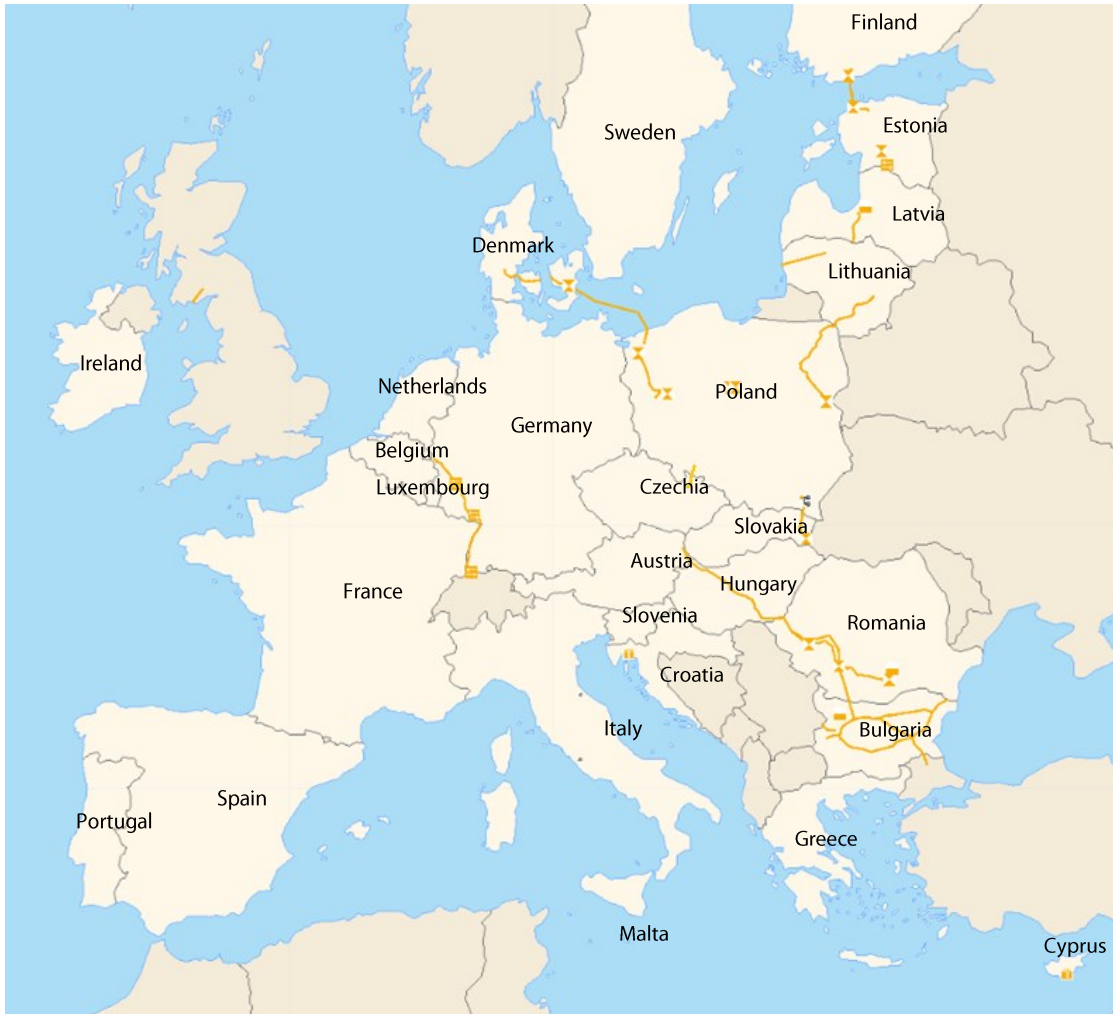 Finland
Sweden
Estonia
Latvia
Denmark
Lithuania
Ireland
Netherlands
Poland
Germany
Belgium
Luxembourg
Czechia
Slovakia
Austria
Hungary
France
Slovenia
Romania
Croatia
Italy
Bulgaria
Spain
Portugal
Greece
Malta
Cyprus